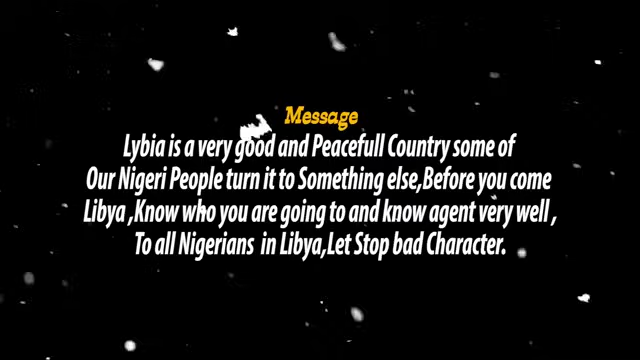 Message
Lybia is a very good and Peacefull Country some of
Our Nigeri People turn it to Something else,Before you come
Libya ,Know who you are going to and know agent very well ,
To all Nigerians in Libya,Let Stop bad Character.